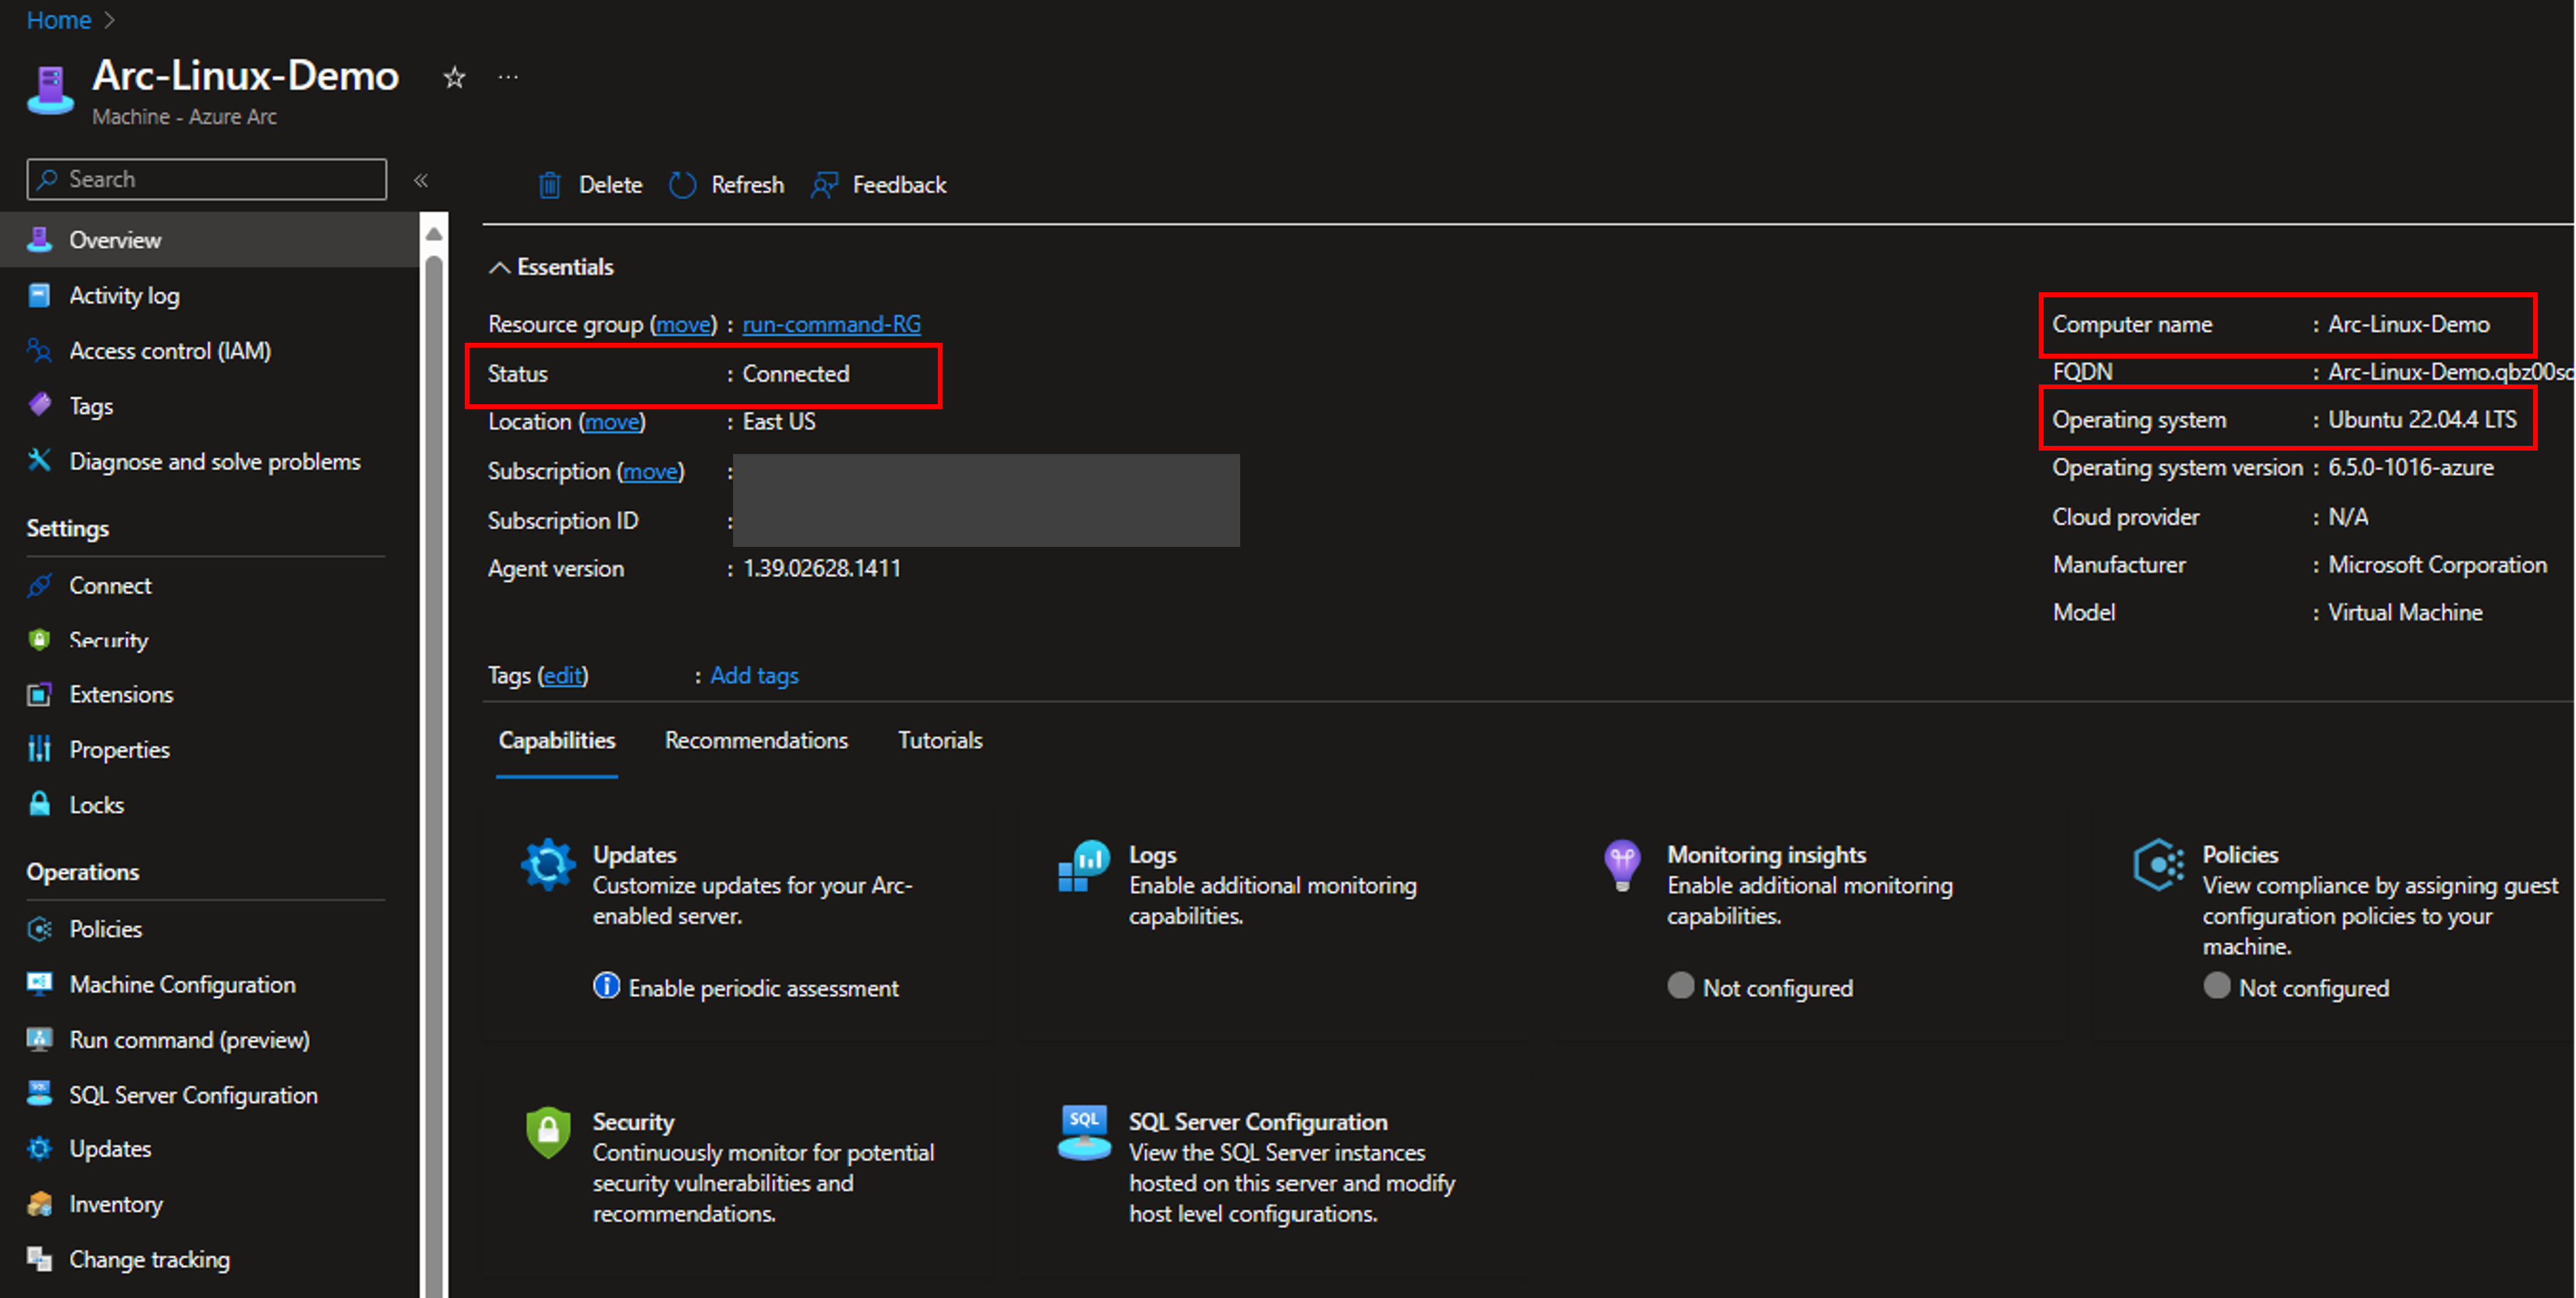 Home >
Arc-Linux-Demo
Machine - Azure Arc
Search
«
Overview
Activity log
Access control (IAM)
Tags
Diagnose and solve problems
Settings
Connect
Security
Extensions
Properties
Locks
Operations
Policies
Machine Configuration
Run command (preview)
SQL Server Configuration
Updates
Inventory
Change tracking
Delete Refresh Feedback
Essentials
Resource group (move) : run-command-RG
Status : Connected
Location (move) : East US
Subscription (move) :
Subscription ID :
Agent version : 1.39.02628.1411
Computer name : Arc-Linux-Demo
FQDN : Arc-Linux-Demo.qbz00sc
Operating system : Ubuntu 22.04.4 LTS
Operating system version : 6.5.0-1016-azure
Cloud provider : N/A
Manufacturer : Microsoft Corporation
Model : Virtual Machine
Tags (edit) : Add tags
Capabilities Recommendations Tutorials
Updates
Customize updates for your Arc-
enabled server.
Enable periodic assessment
Logs
Enable additional monitoring
capabilities.
Monitoring insights
Enable additional monitoring
capabilities.
Not configured
Policies
View compliance by assigning guest
configuration policies to your
machine.
Not configured
Security
Continuously monitor for potential
security vulnerabilities and
recommendations.
SQL
SQL Server Configuration
View the SQL Server instances
hosted on this server and modify
host level configurations.